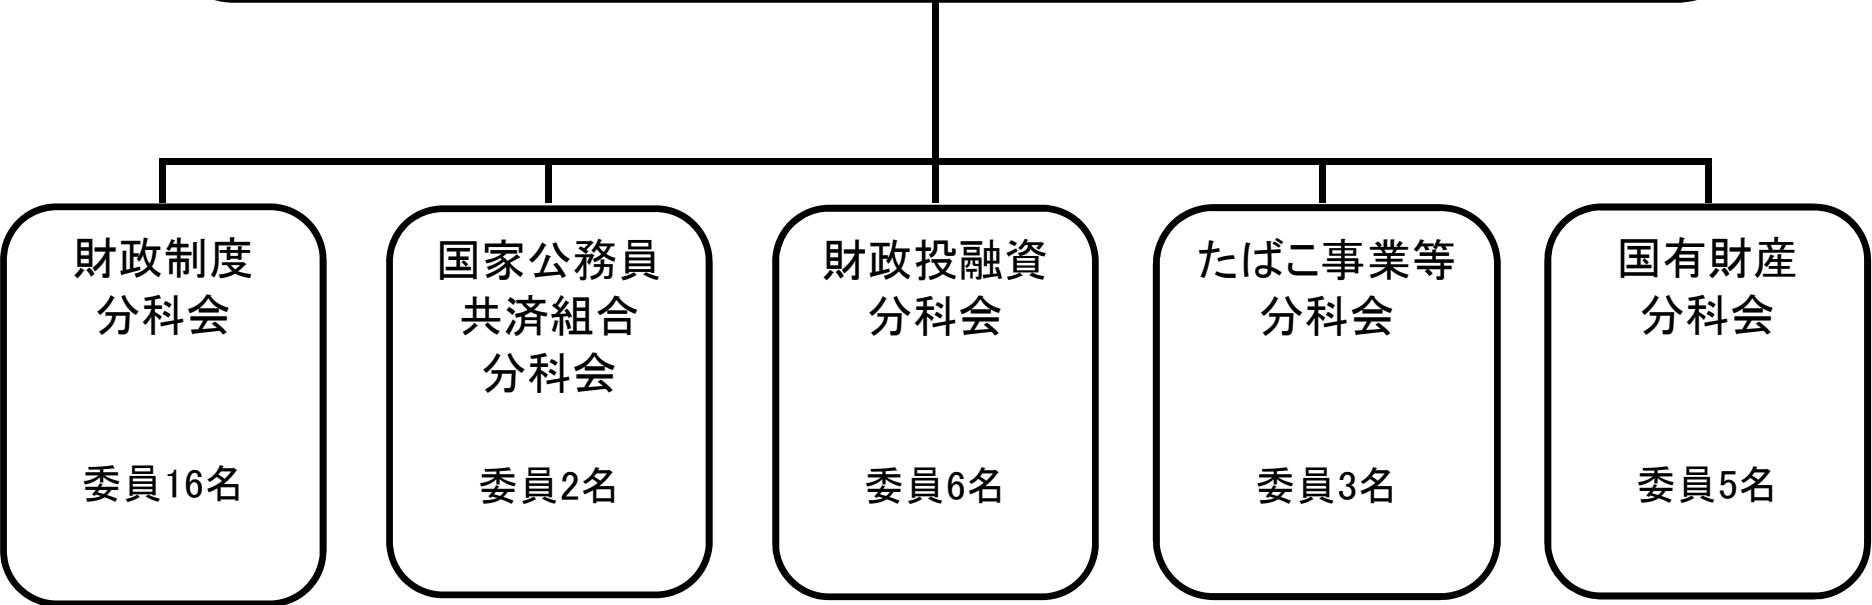 財政制度
分科会
委員16名
国家公務員
共済組合
分科会
委員2名
財政投融資
分科会
委員6名
たばこ事業等
分科会
委員3名
国有財産
分科会
委員5名